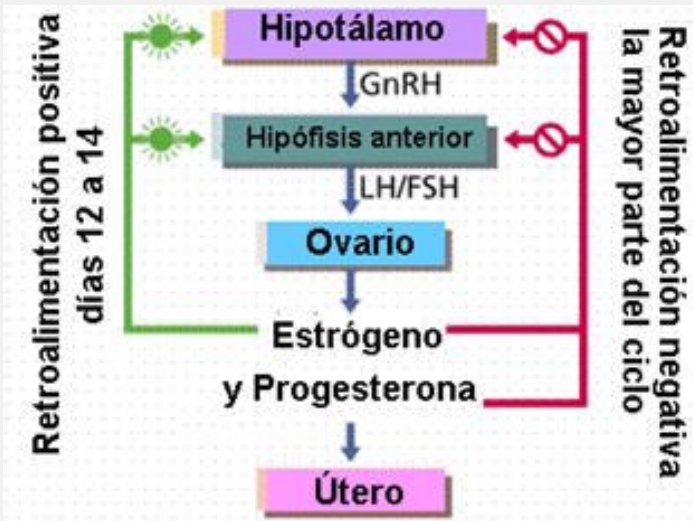 Retroalimentación positiva
días 12 a 14
Hipotálamo
GnRH
Hipófisis anterior
LH/FSH
Ovario
Estrógeno
y Progesterona
Útero
Retroalimentación negativa
la mayor parte del ciclo